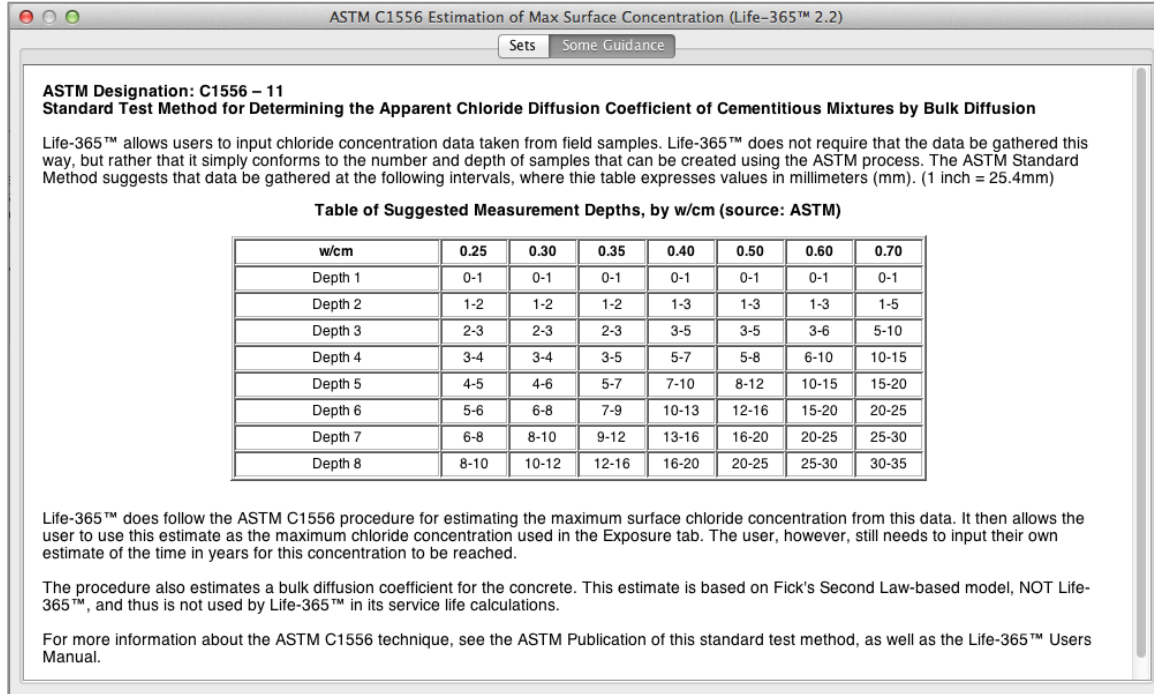 ASTM C1556 Estimation of Max Surface Concentration (Life-365™ 2.2)
Sets Some Guidance
ASTM Designation: C1556 – 11
Standard Test Method for Determining the Apparent Chloride Diffusion Coefficient of Cementitious Mixtures by Bulk Diffusion
Life-365™ allows users to input chloride concentration data taken from field samples. Life-365™ does not require that the data be gathered this
way, but rather that it simply conforms to the number and depth of samples that can be created using the ASTM process. The ASTM Standard
Method suggests that data be gathered at the following intervals, where thie table expresses values in millimeters (mm). (1 inch = 25.4mm)
Table of Suggested Measurement Depths, by w/cm (source: ASTM)
w/cm 0.25 0.30 0.35 0.40 0.50 0.60 0.70
Depth 1 0-1 0-1 0-1 0-1 0-1 0-1 0-1
Depth 2 1-2 1-2 1-2 1-3 1-3 1-3 1-5
Depth 3 2-3 2-3 2-3 3-5 3-5 3-6 5-10
Depth 4 3-4 3-4 3-5 5-7 5-8 6-10 10-15
Depth 5 4-5 4-6 5-7 7-10 8-12 10-15 15-20
Depth 6 5-6 6-8 7-9 10-13 12-16 15-20 20-25
Depth 7 6-8 8-10 9-12 13-16 16-20 20-25 25-30
Depth 8 8-10 10-12 12-16 16-20 20-25 25-30 30-35
Life-365™ does follow the ASTM C1556 procedure for estimating the maximum surface chloride concentration from this data. It then allows the
user to use this estimate as the maximum chloride concentration used in the Exposure tab. The user, however, still needs to input their own
estimate of the time in years for this concentration to be reached.
The procedure also estimates a bulk diffusion coefficient for the concrete. This estimate is based on Fick's Second Law-based model, NOT Life-
365™, and thus is not used by Life-365™ in its service life calculations.
For more information about the ASTM C1556 technique, see the ASTM Publication of this standard test method, as well as the Life-365™ Users
Manual.